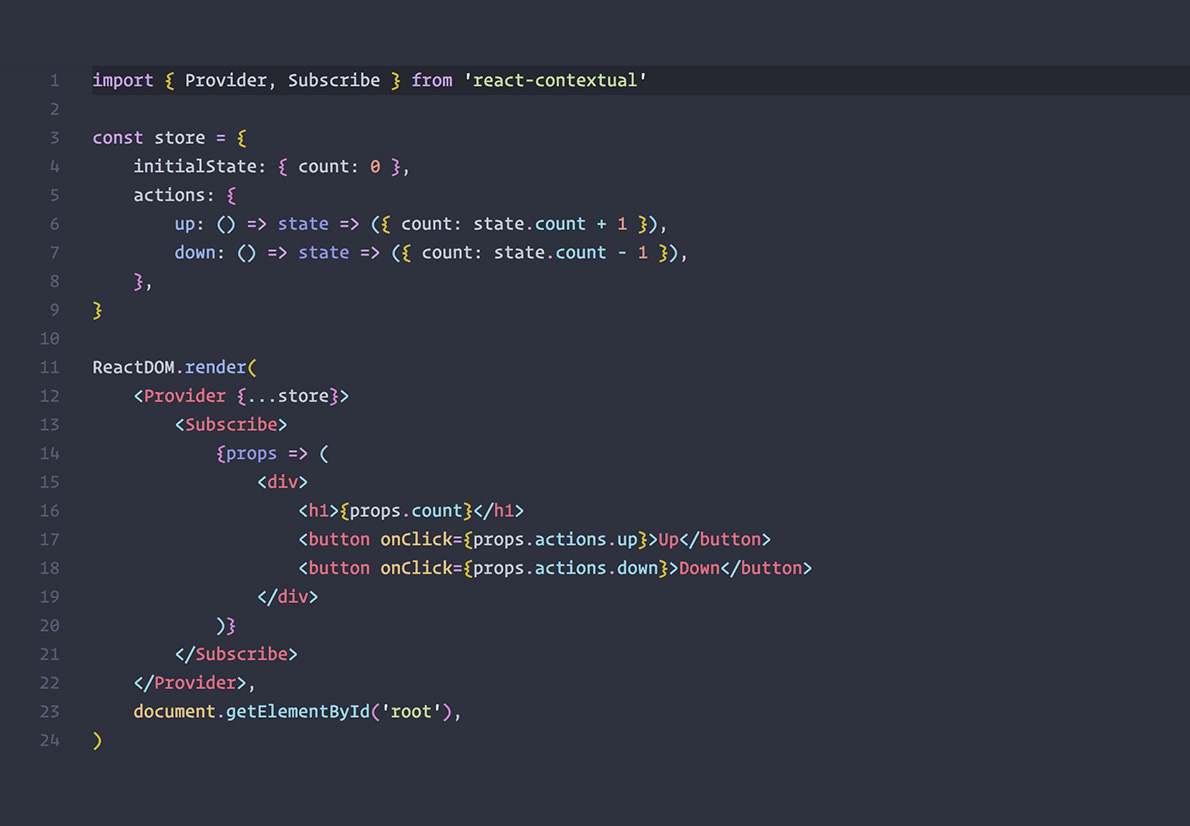 1 import { Provider, Subscribe } from 'react-contextual'
2
3 const store = {
4     initialState: { count: 0 },
5     actions: {
6         up: () => state => ({ count: state.count + 1 }),
7         down: () => state => ({ count: state.count - 1 }),
8     },
9 }
10
11 ReactDOM.render(
12     <Provider {...store}>
13         <Subscribe>
14             {props => (
15                 <div>
16                     <h1>{props.count}</h1>
17                     <button onClick={props.actions.up}>Up</button>
18                     <button onClick={props.actions.down}>Down</button>
19                 </div>
20             )}
21         </Subscribe>
22     </Provider>,
23     document.getElementById('root'),
24 )